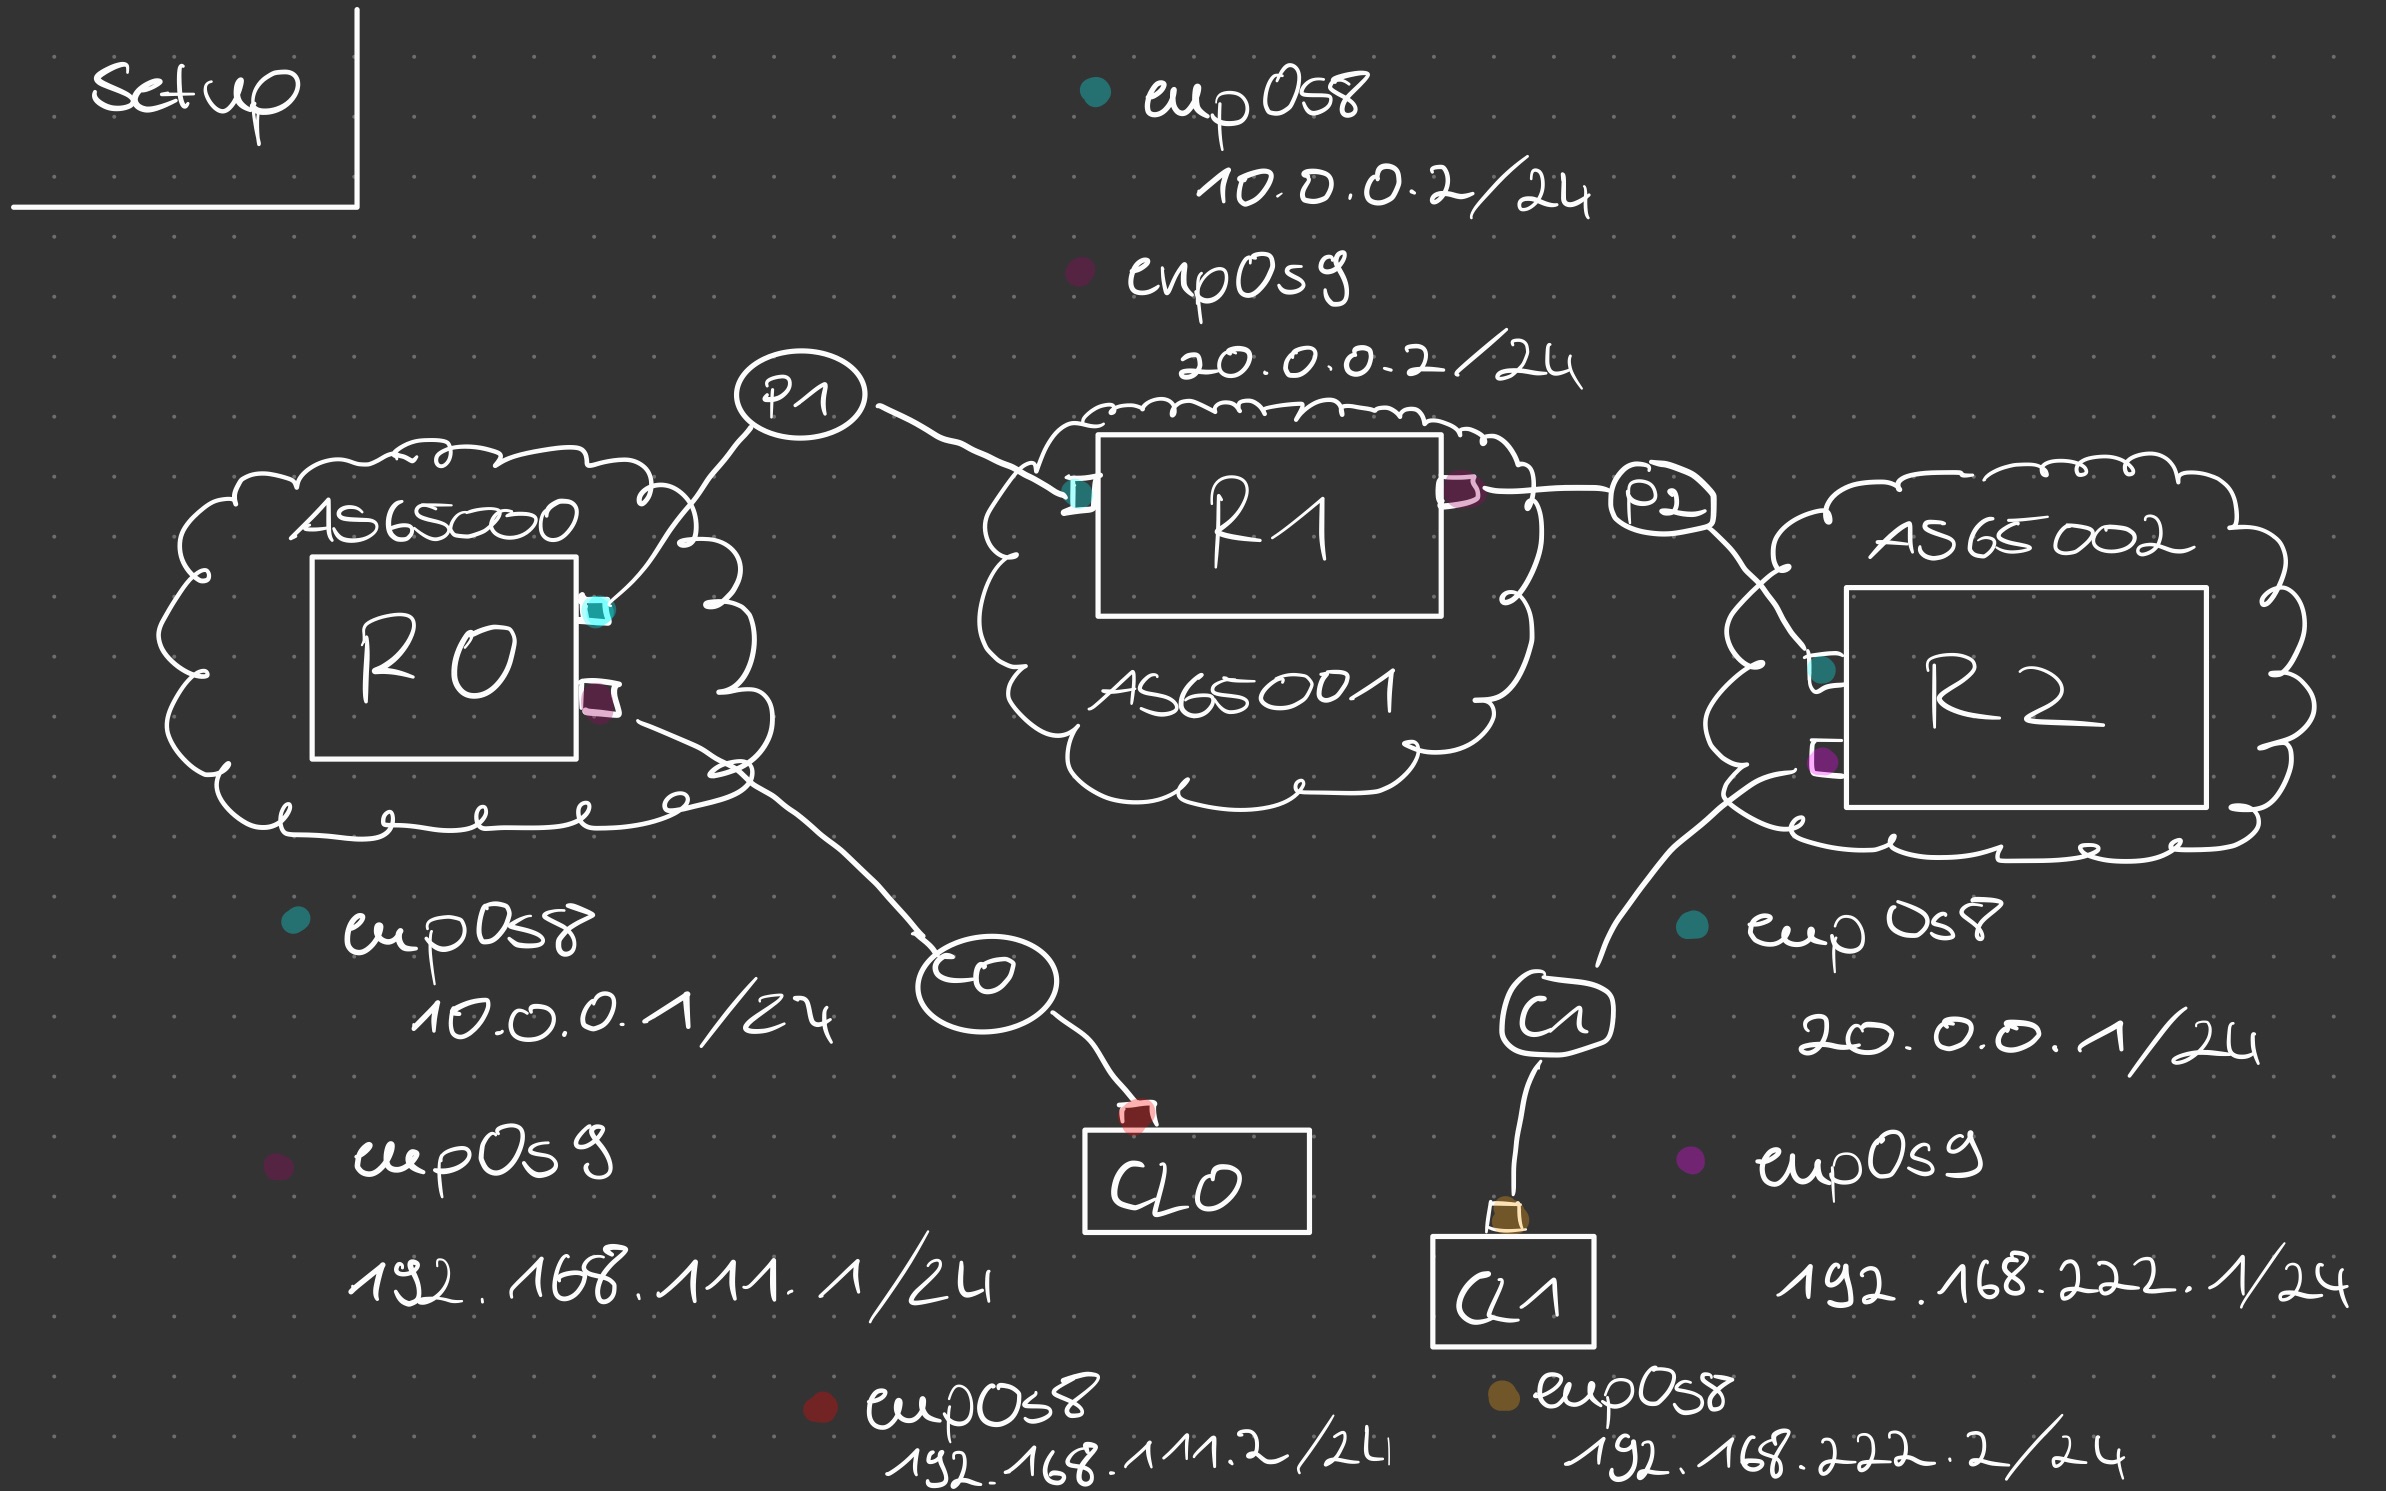 Setup
enp0s8
10.0.0.2/24
enp0s9
20.0.0.2/24
P1
AS65000
R0
R1
AS65001
P2
AS65002
R2
enp0s8
10.0.0.1/24
enp0s9
192.168.111.1/24
C0
CL0
enp0s8
192.168.111.2/24
C1
CL1
enp0s8
192.168.222.2/24
enp0s8
20.0.0.1/24
enp0s9
192.168.222.1/24